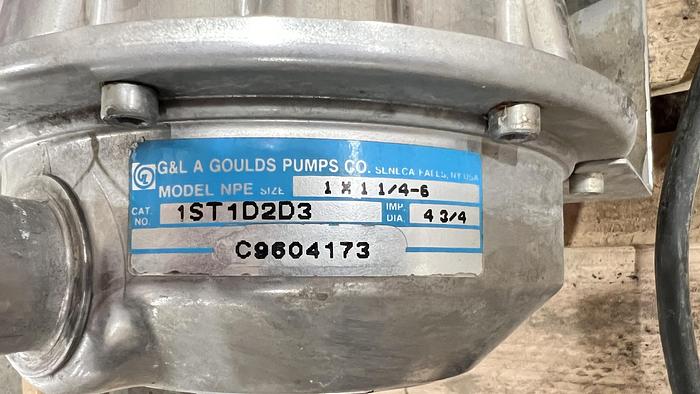 G&L A GOULDS PUMPS CO. SENECA FALLS, NY USA
MODEL NPE SIZE 1 X 1 1/4-6
CAT. NO. 1ST1D2D3 IMP. DIA. 4 3/4
C9604173